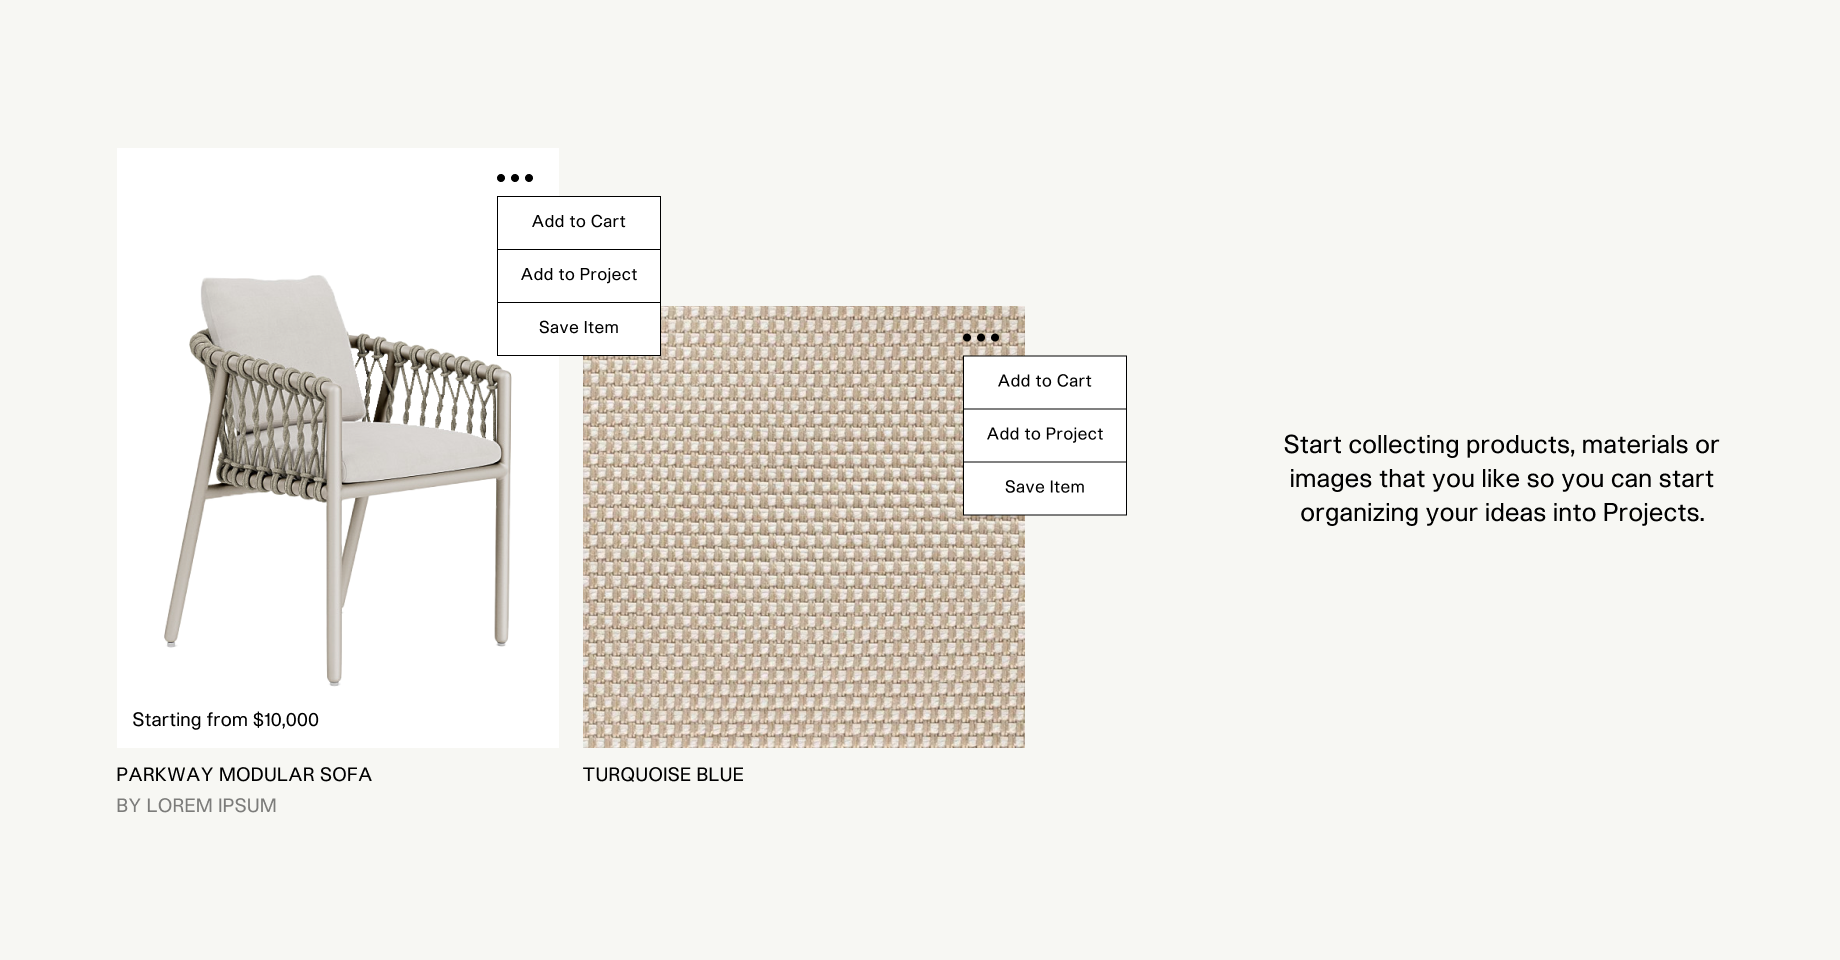 Add to Cart
Add to Project
Save Item
Starting from $10,000
PARKWAY MODULAR SOFA
BY LOREM IPSUM
Add to Cart
Add to Project
Save Item
TURQUOISE BLUE
Start collecting products, materials or
images that you like so you can start
organizing your ideas into Projects.